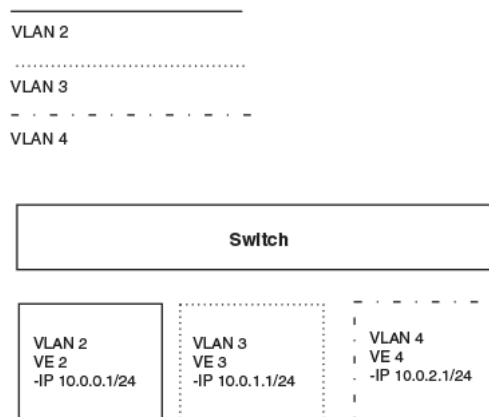 VLAN 2
VLAN 3
VLAN 4
Switch
VLAN 2
VE 2
-IP 10.0.0.1/24
VLAN 3
VE 3
-IP 10.0.1.1/24
VLAN 4
VE 4
-IP 10.0.2.1/24